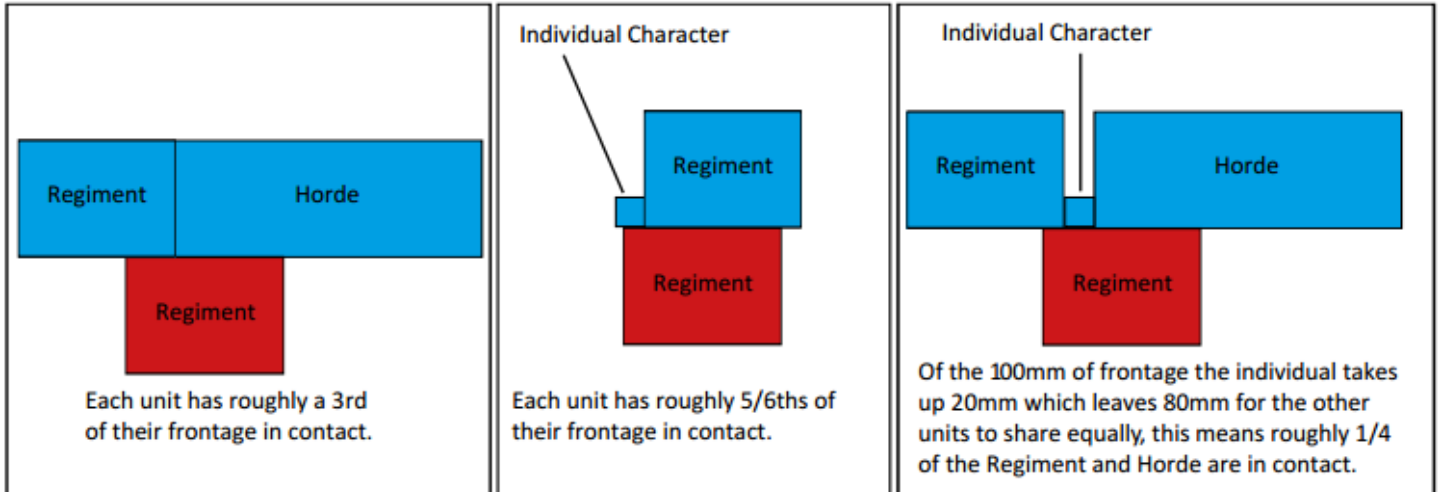 Regiment
Horde
Regiment
Each unit has roughly a 3rd
of their frontage in contact.
Individual Character
Regiment
Regiment
Each unit has roughly 5/6ths of
their frontage in contact.
Individual Character
Regiment
Horde
Regiment
Of the 100mm of frontage the individual takes
up 20mm which leaves 80mm for the other
units to share equally, this means roughly 1/4
of the Regiment and Horde are in contact.